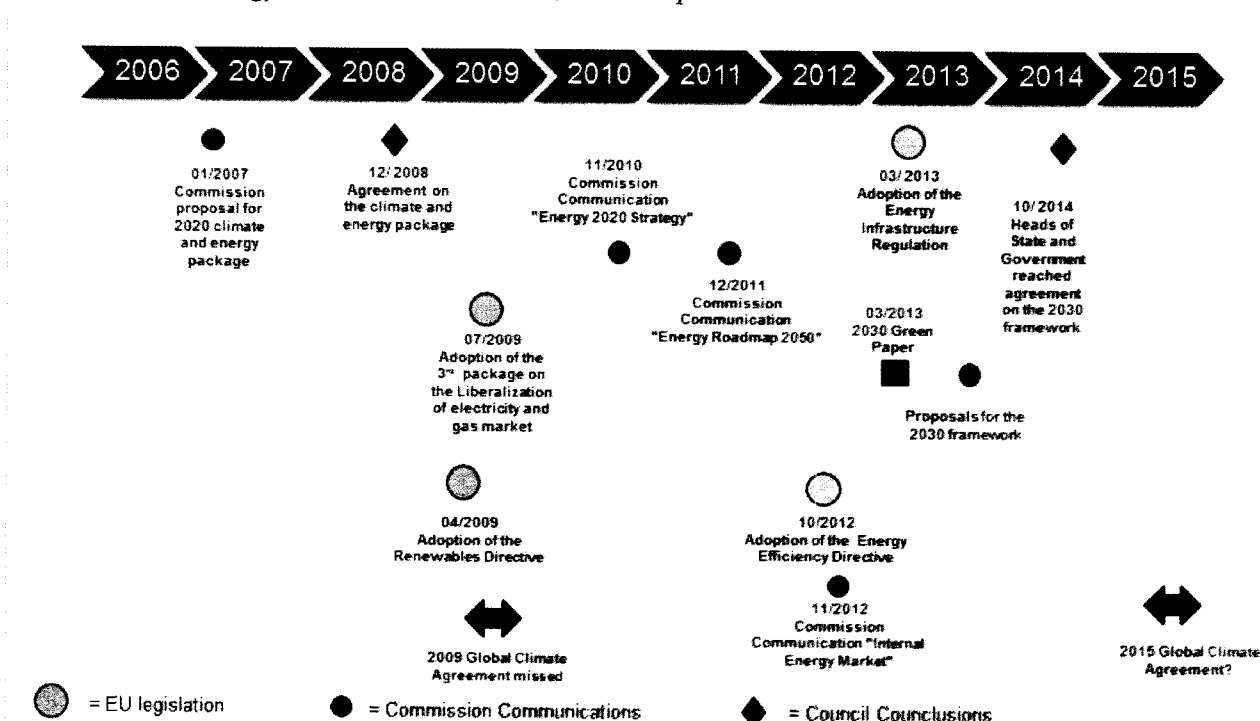 2006 2007 2008 2009 2010 2011 2012 2013 2014 2015
01/2007
Commission
proposal for
2020 climate
and energy
package
12/2008
Agreement on
the climate and
energy package
11/2010
Commission
Communication
"Energy 2020 Strategy"
03/2013
Adoption of the
Energy
Infrastructure
Regulation
10/2014
Heads of
State and
Government
reached
agreement
on the 2030
framework
12/2011
Commission
Communication
"Energy Roadmap 2050"
07/2009
Adoption of the
3rd package on
the Liberalization
of electricity and
gas market
03/2013
2030 Green
Paper
Proposals for the
2030 framework
04/2009
Adoption of the
Renewables Directive
10/2012
Adoption of the Energy
Efficiency Directive
11/2012
Commission
Communication "Internal
Energy Market"
2009 Global Climate
Agreement missed
2015 Global Climate
Agreement?
= EU legislation
= Commission Communications
= Council Counclusions